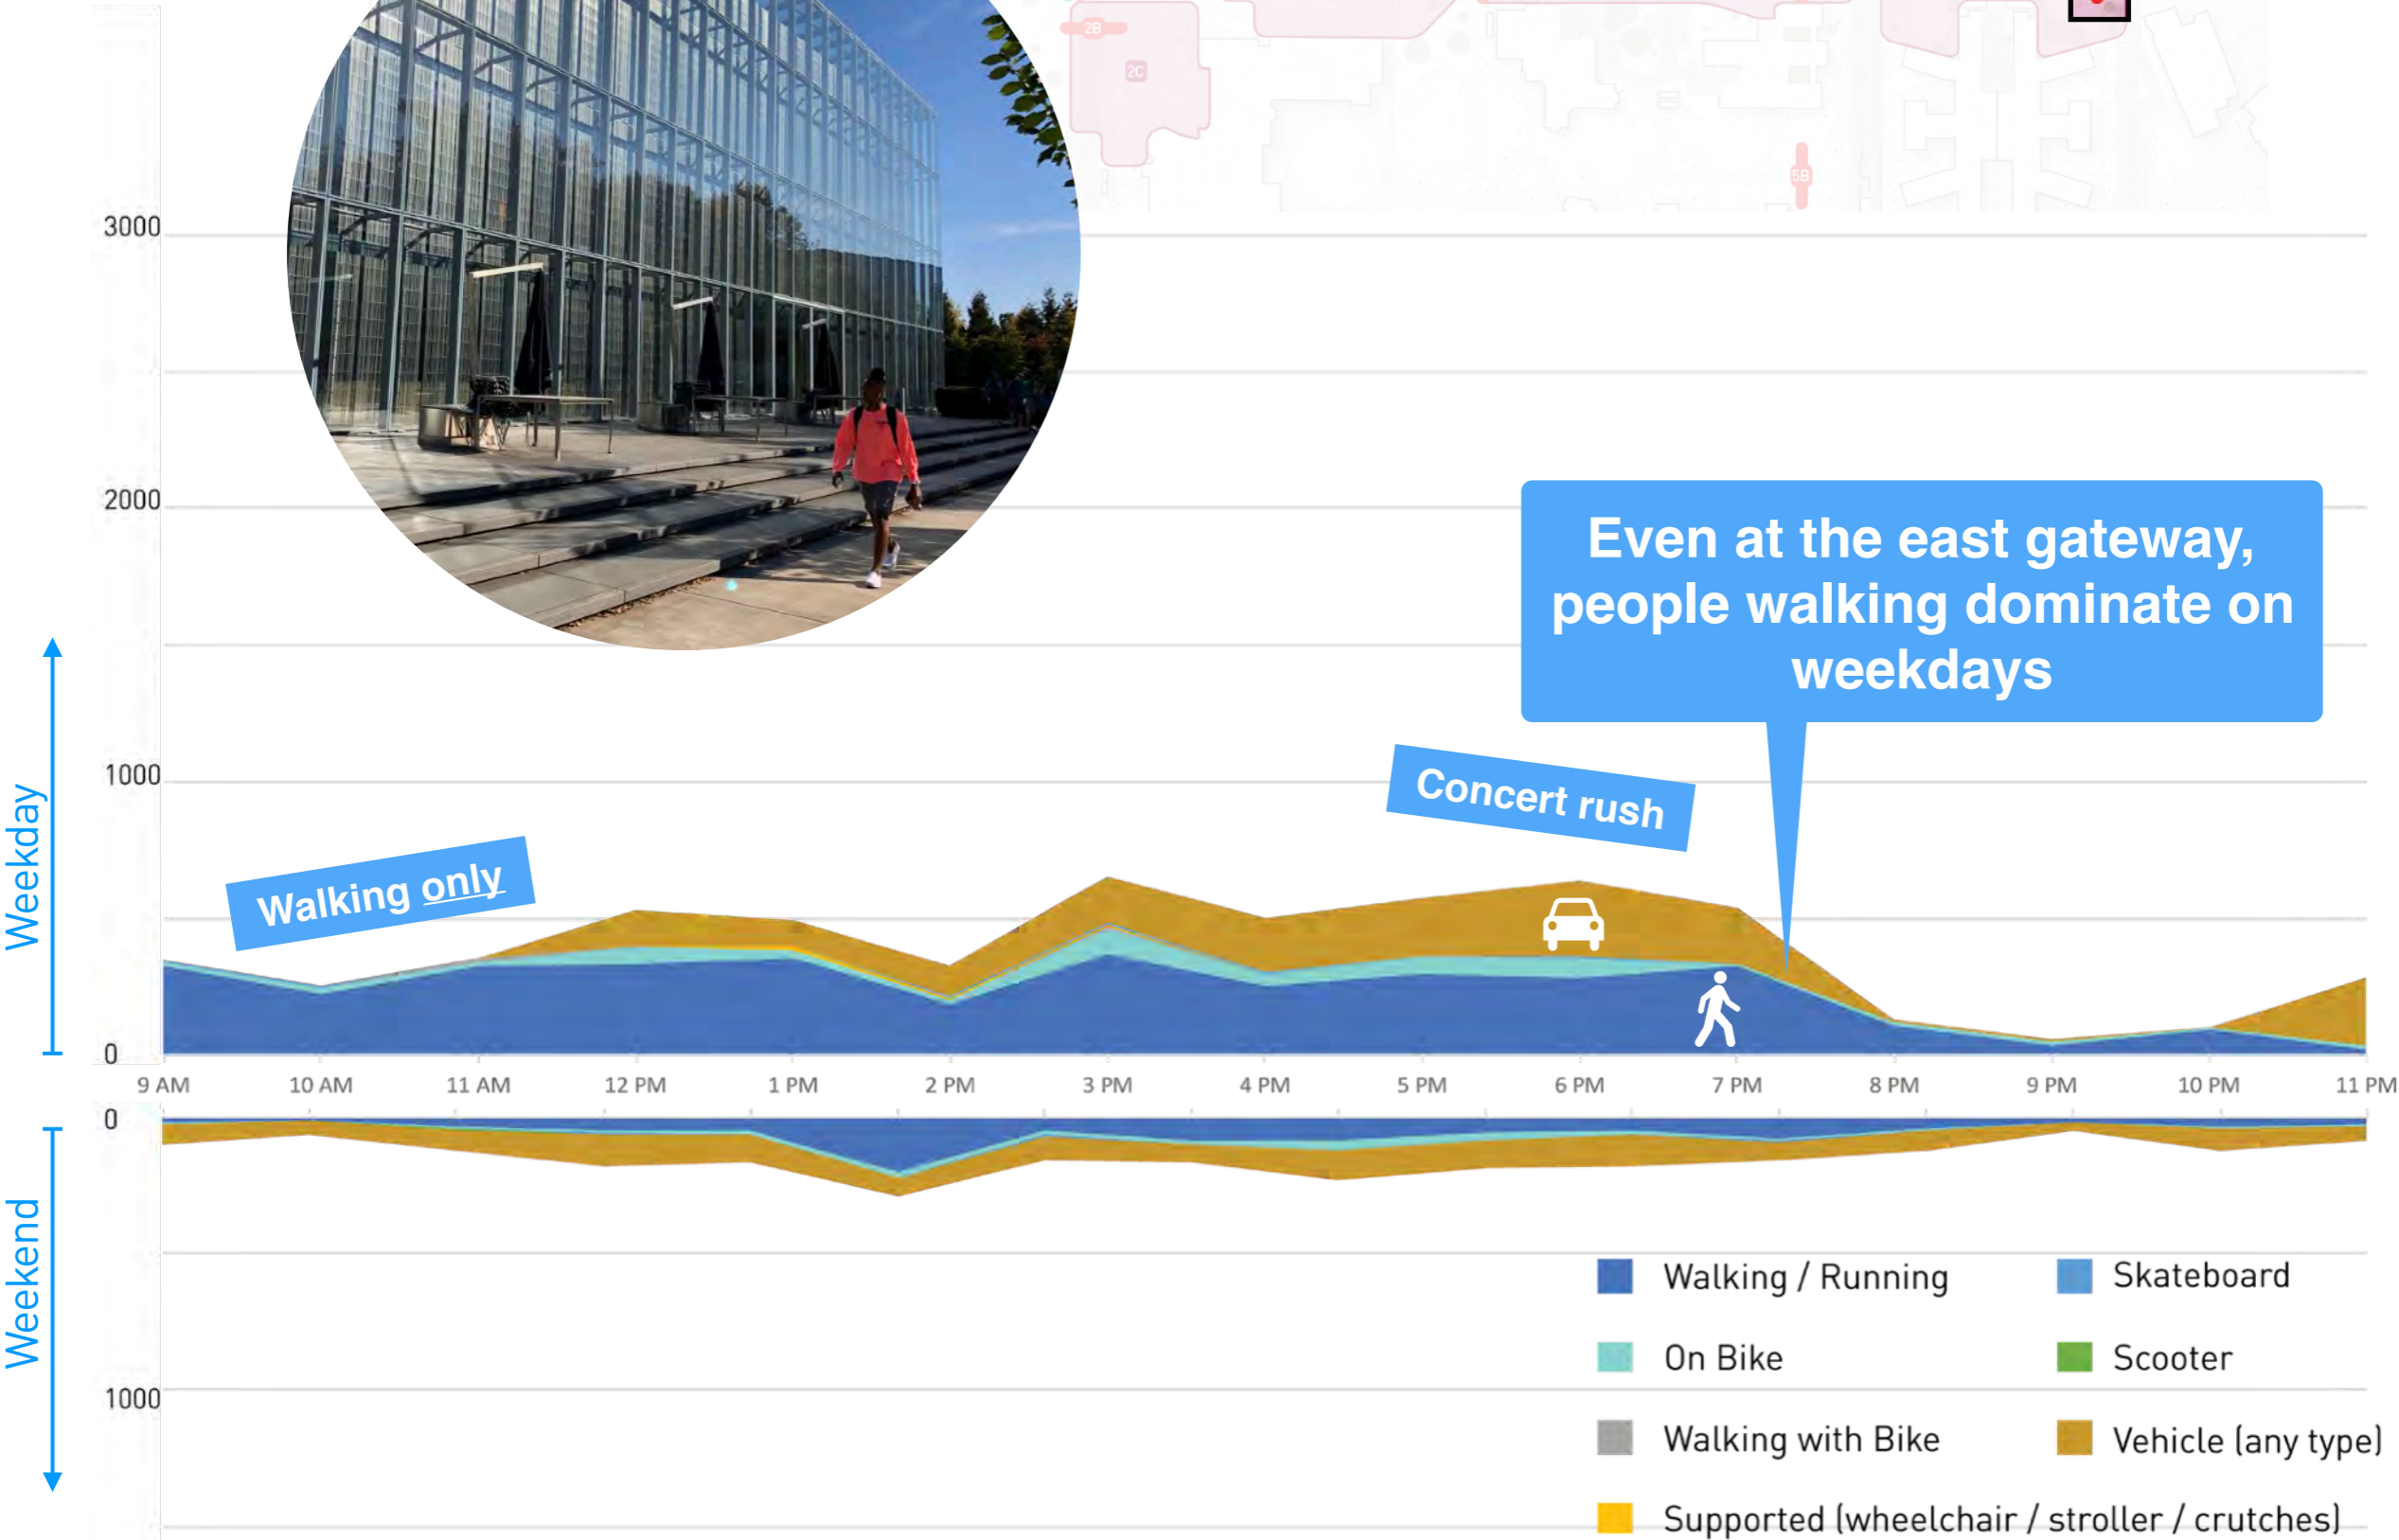 2B
2C
5B
3000
2000
1000
0
Weekday
Walking only
Concert rush
Even at the east gateway,
people walking dominate on
weekdays
9 AM 10 AM 11 AM 12 PM 1 PM 2 PM 3 PM 4 PM 5 PM 6 PM 7 PM 8 PM 9 PM 10 PM 11 PM
0
1000
Weekend
Walking / Running
Skateboard
On Bike
Scooter
Walking with Bike
Vehicle (any type)
Supported (wheelchair / stroller / crutches)